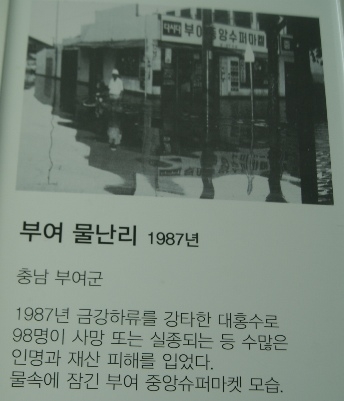 부여중앙수퍼마켙
부여 물난리 1987년
충남 부여군
1987년 금강하류를 강타한 대홍수로
98명이 사망 또는 실종되는 등 수많은
인명과 재산 피해를 입었다.
물속에 잠긴 부여 중앙슈퍼마켓 모습.